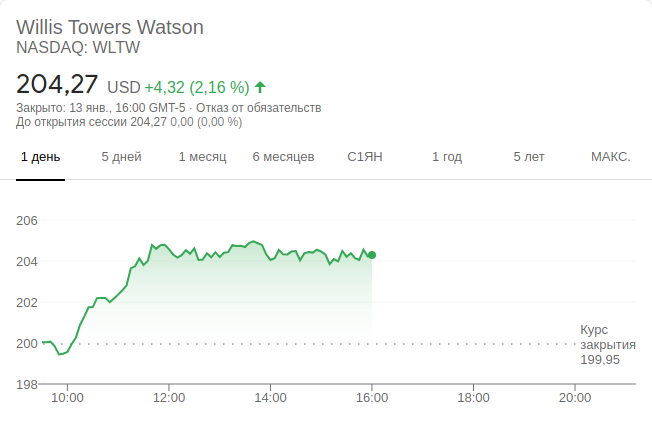 Willis Towers Watson
NASDAQ: WLTW
204,27 USD +4,32 (2,16 %)
Закрыто: 13 янв., 16:00 GMT-5 · Отказ от обязательств
До открытия сессии 204,27 0,00 (0,00 %)
1 день 5 дней 1 месяц 6 месяцев С1ЯН 1 год 5 лет МАКС.
206
204
202
200
198
Курс
закрытия
199,95
10:00 12:00 14:00 16:00 18:00 20:00